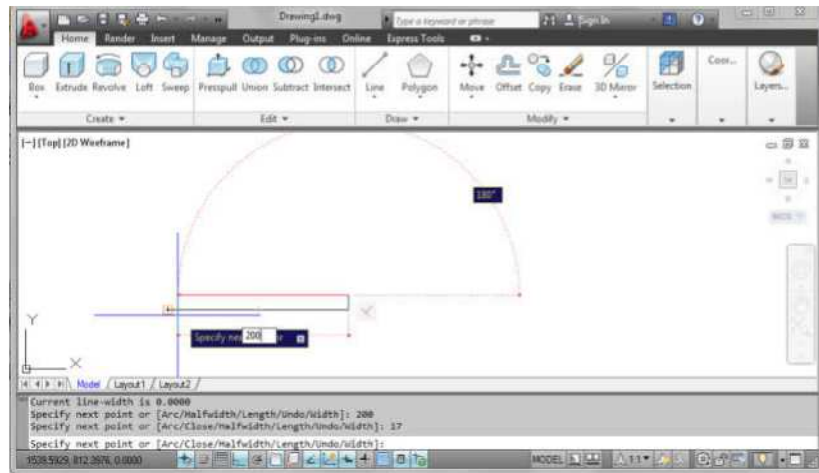 Drawing1.dwg
Type a keyword or phrase
Sign In
Home Render Insert Manage Output Plug-ins Online Express Tools
Box Extrude Revolve Loft Sweep Presspull Union Subtract Intersect Line Polygon Move Offset Copy Erase 3D Mirror Selection Coor... Layers...
Create Edit Draw Modify
[-][Top][2D Wireframe]
180°
Specify nex 200
Y
X
Model / Layout1 / Layout2 /
Current line-width is 0.0000
Specify next point or [Arc/Halfwidth/Length/Undo/Width]: 200
Specify next point or [Arc/Close/Halfwidth/Length/Undo/Width]: 17
Specify next point or [Arc/Close/Halfwidth/Length/Undo/Width]:
MODEL 1:1